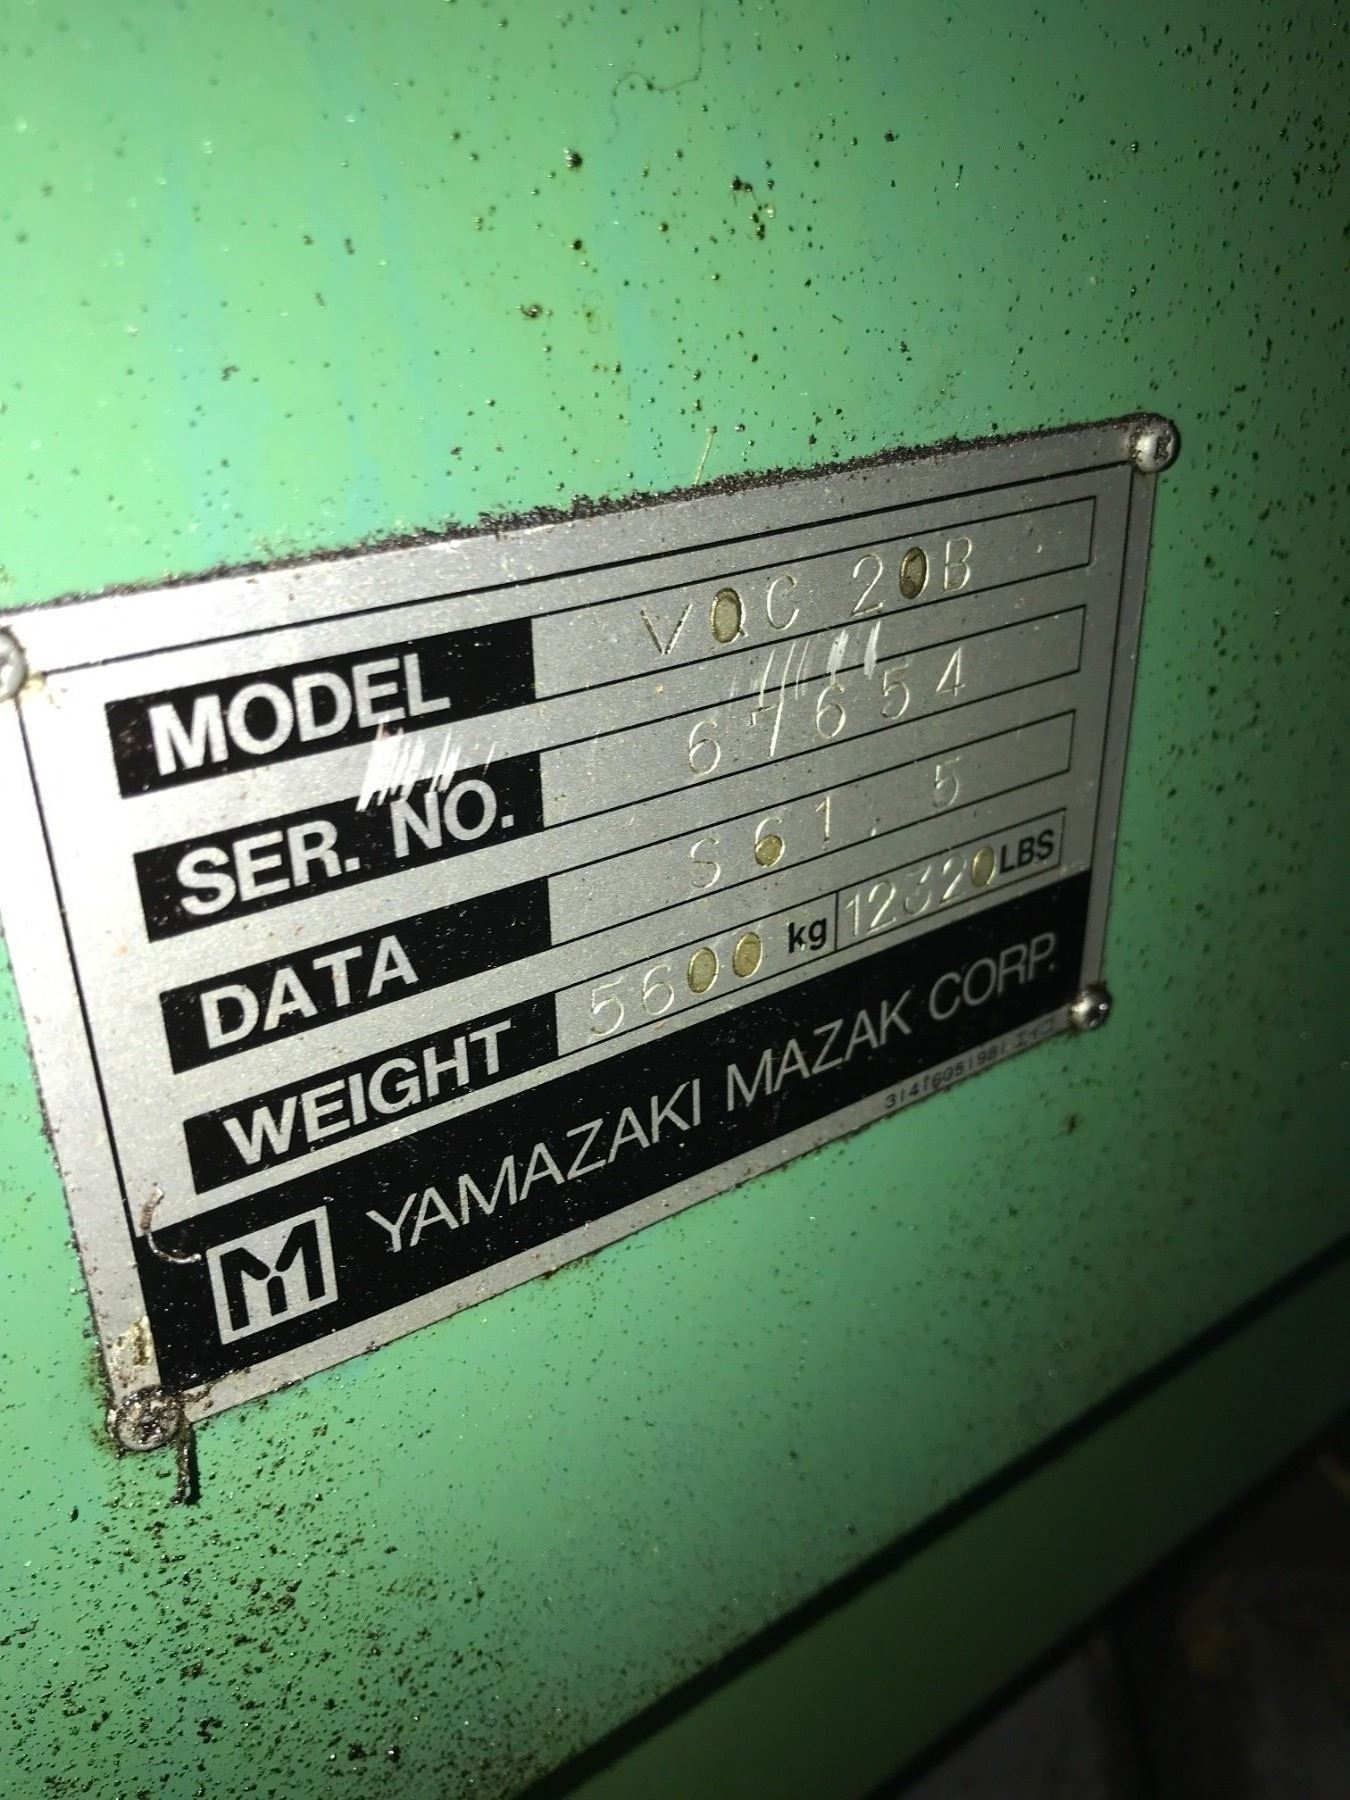 MODEL VQC 20B
SER. NO. 67654
DATA S61. 5
WEIGHT 5600 kg 12320 LBS
YAMAZAKI MAZAK CORP.